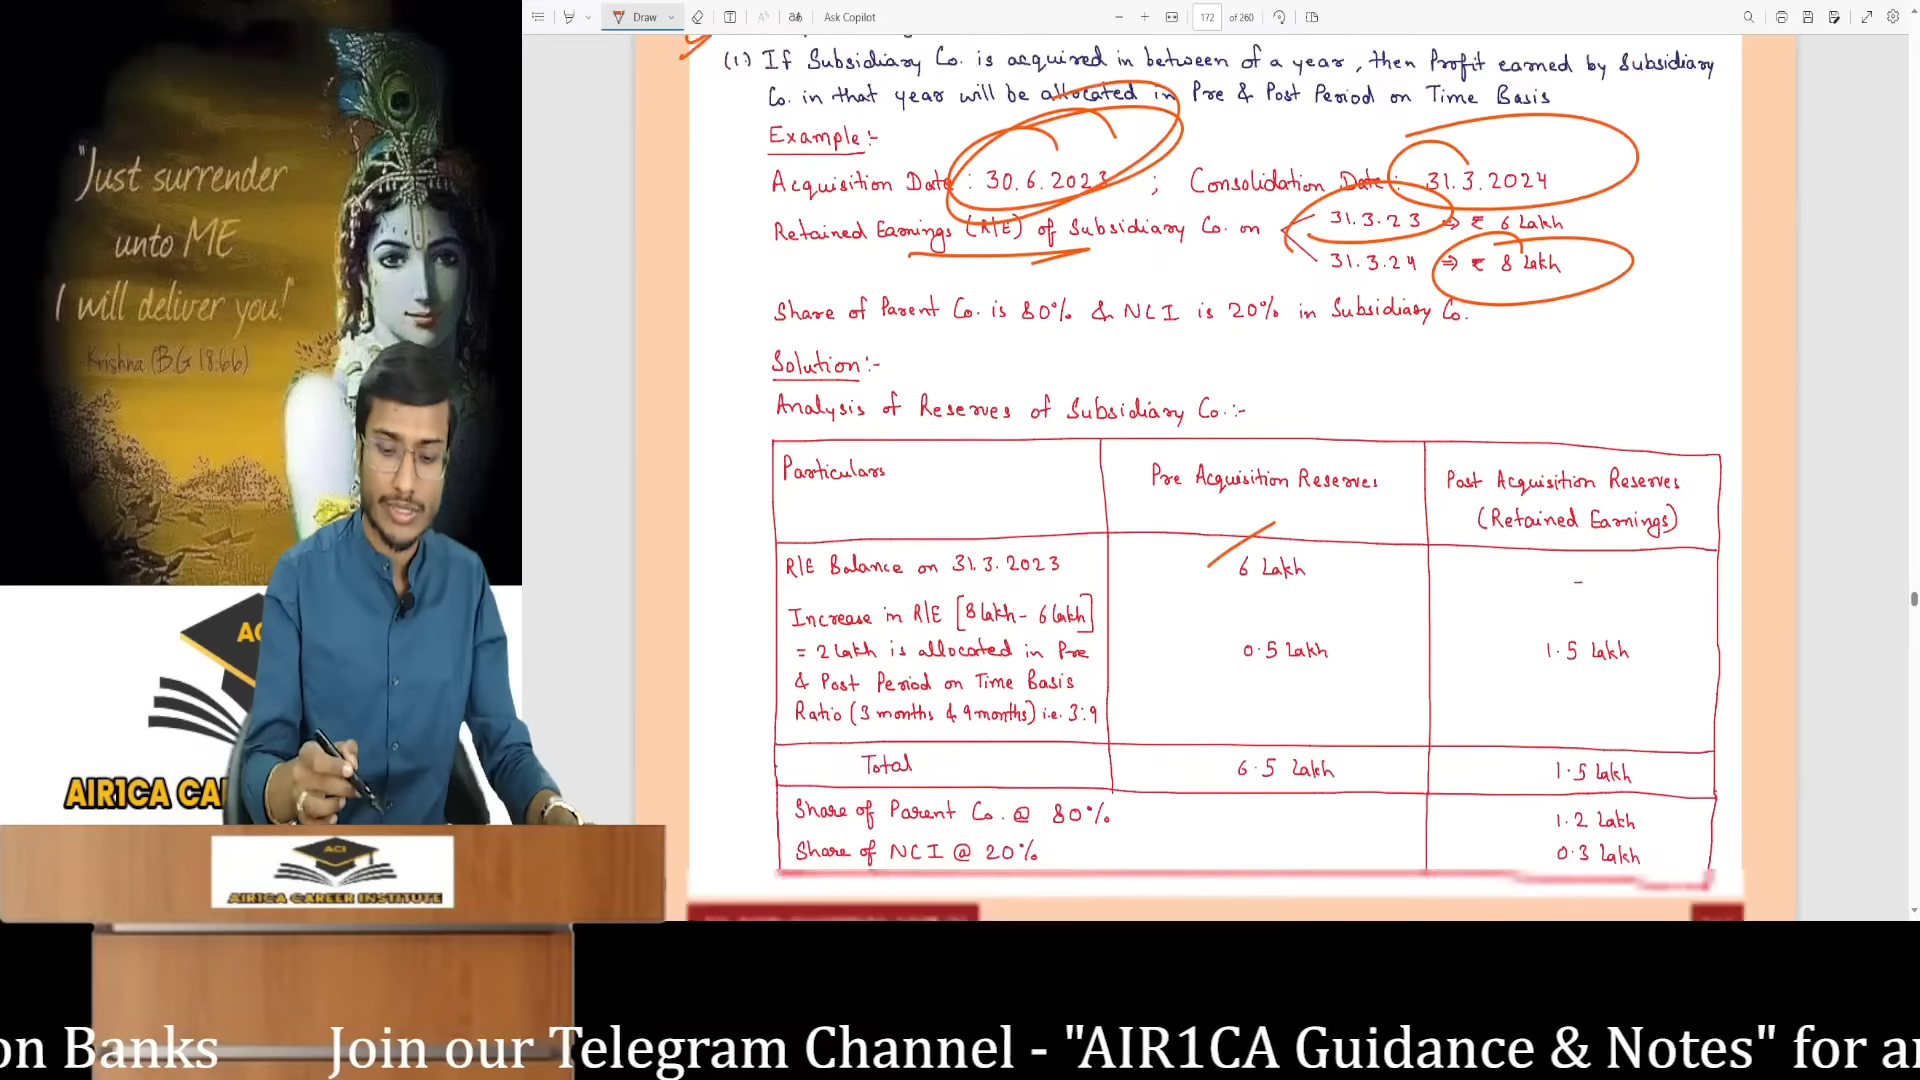 Draw
Ask Copilot
172 of 260
(1.) If Subsidiary Co. is acquired in between of a year, then Profit earned by Subsidiary
Co. in that year will be allocated in Pre & Post Period on Time Basis
Example:-
Acquisition Date : 30.6.2023 ; Consolidation Date : 31.3.2024
Retained Earnings (R/E) of Subsidiary Co. on 31.3.23 ⇒ ₹ 6 Lakh
31.3.24 ⇒ ₹ 8 Lakh
Share of Parent Co. is 80% & NCI is 20% in Subsidiary Co.
Solution:-
Analysis of Reserves of Subsidiary Co.:-
Particulars Pre Acquisition Reserves Post Acquisition Reserves
(Retained Earnings)
R/E Balance on 31.3.2023 6 Lakh -
Increase in R/E [8 Lakh - 6 Lakh]
= 2 Lakh is allocated in Pre 0.5 Lakh 1.5 Lakh
& Post Period on Time Basis
Ratio (3 months & 9 months) i.e. 3:9
Total 6.5 Lakh 1.5 Lakh
Share of Parent Co. @ 80% 1.2 Lakh
Share of NCI @ 20% 0.3 Lakh
"Just surrender
unto ME
I will deliver you!"
-Krishna (B.G 18:66)
AIR1CA CA
ACI
AIR1CA CAREER INSTITUTE
on Banks Join our Telegram Channel - "AIR1CA Guidance & Notes" for a